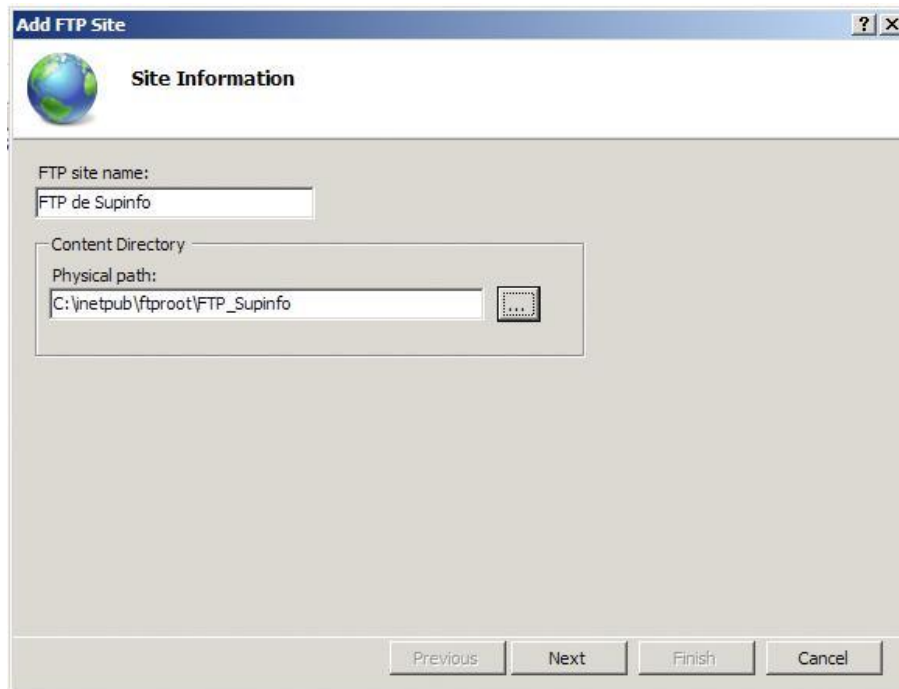 Add FTP Site
Site Information
FTP site name:
FTP de Supinfo
Content Directory
Physical path:
C:\inetpub\ftproot\FTP_Supinfo
...
Previous Next Finish Cancel